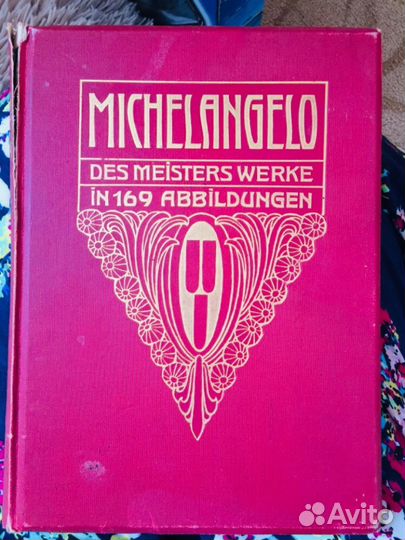 MICHELANGELO
DES MEISTERS WERKE
IN 169 ABBILDUNGEN
Avito